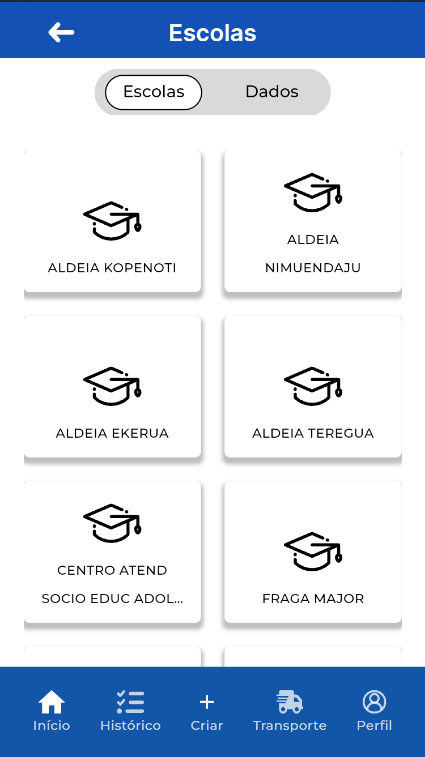 Escolas
Escolas
Dados
ALDEIA KOPENOTI
ALDEIA
NIMUENDAJU
ALDEIA EKERUA
ALDEIA TEREGUA
CENTRO ATEND
SOCIO EDUC ADOL...
FRAGA MAJOR
Início
Histórico
Criar
Transporte
Perfil